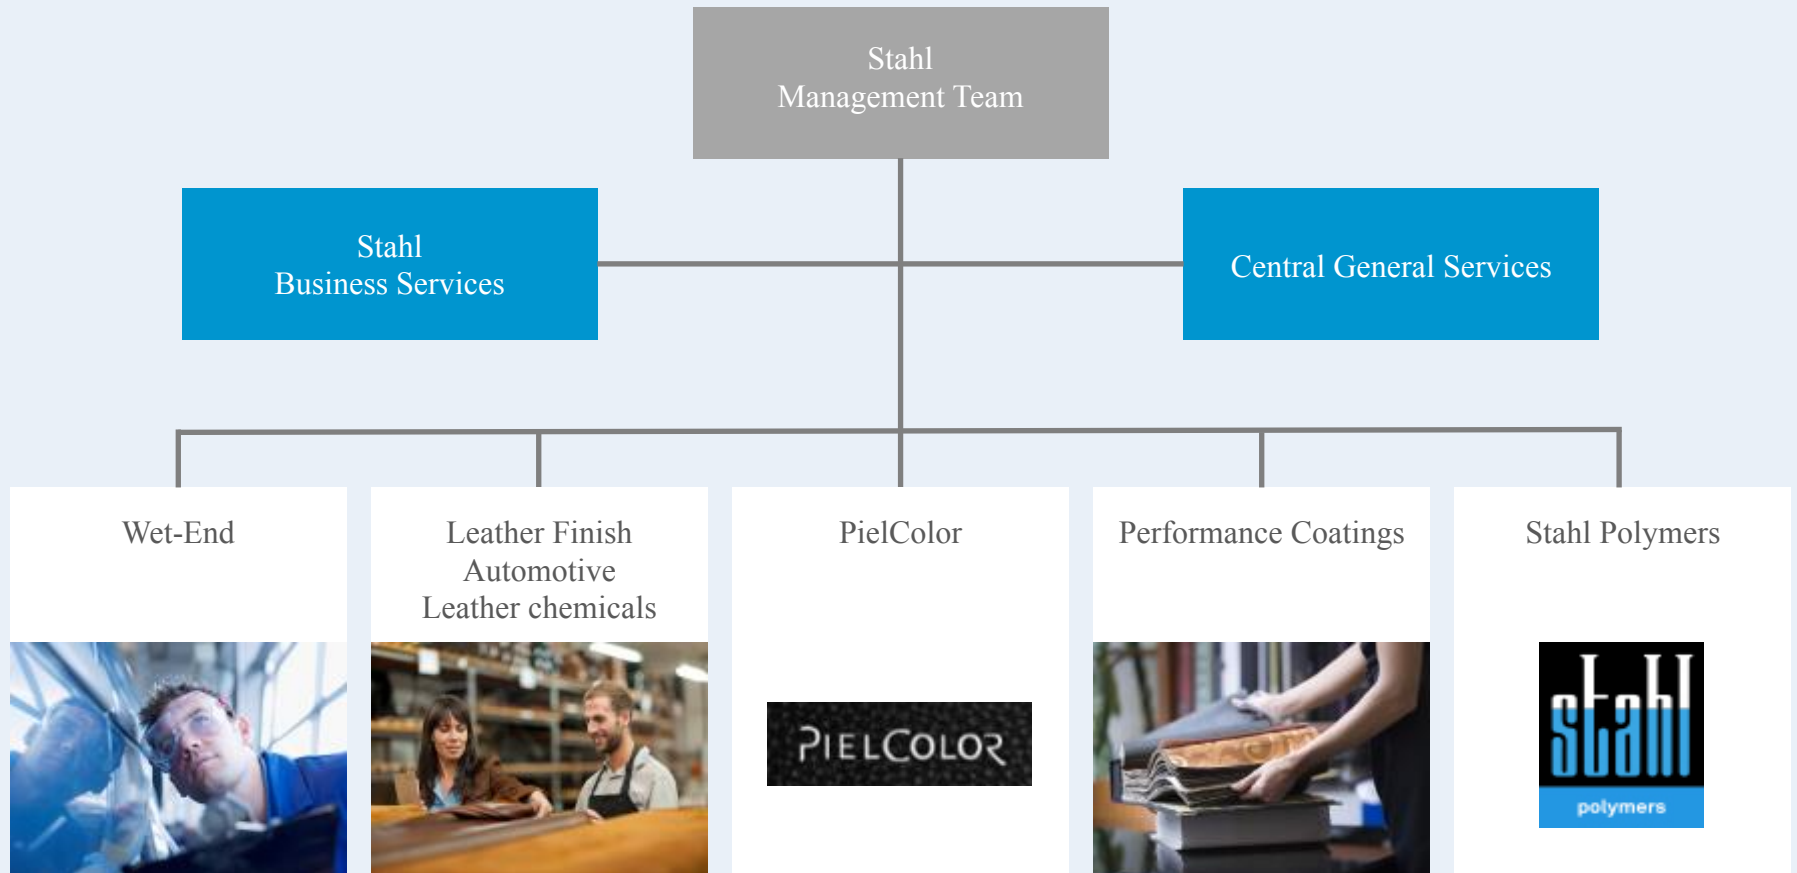 Stahl
Management Team
Stahl
Business Services
Central General Services
Wet-End
Leather Finish
Automotive
Leather chemicals
PielColor
Performance Coatings
Stahl Polymers
PIELCOLOR
stahl
polymers